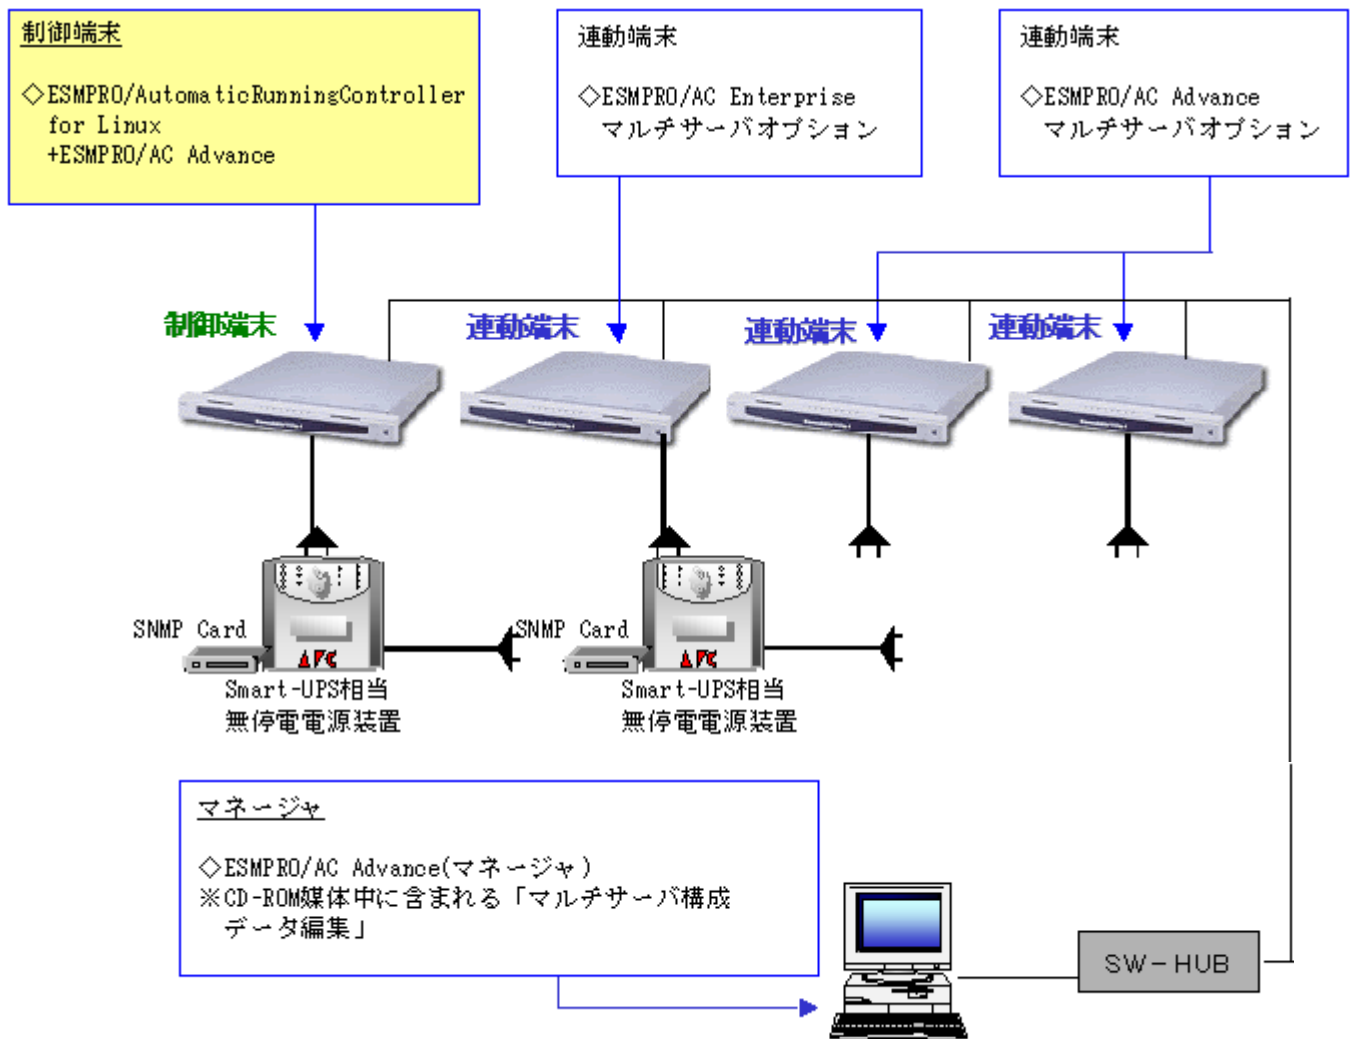 制御端末
◇ESMPRO/AutomaticRunningController
for Linux
+ESMPRO/AC Advance
連動端末
◇ESMPRO/AC Enterprise
マルチサーバオプション
連動端末
◇ESMPRO/AC Advance
マルチサーバオプション
制御端末
連動端末
連動端末
連動端末
SNMP Card
APC
Smart-UPS相当
無停電電源装置
SNMP Card
APC
Smart-UPS相当
無停電電源装置
マネージャ
◇ESMPRO/AC Advance(マネージャ)
※CD-ROM媒体中に含まれる「マルチサーバ構成
データ編集」
SW－HUB